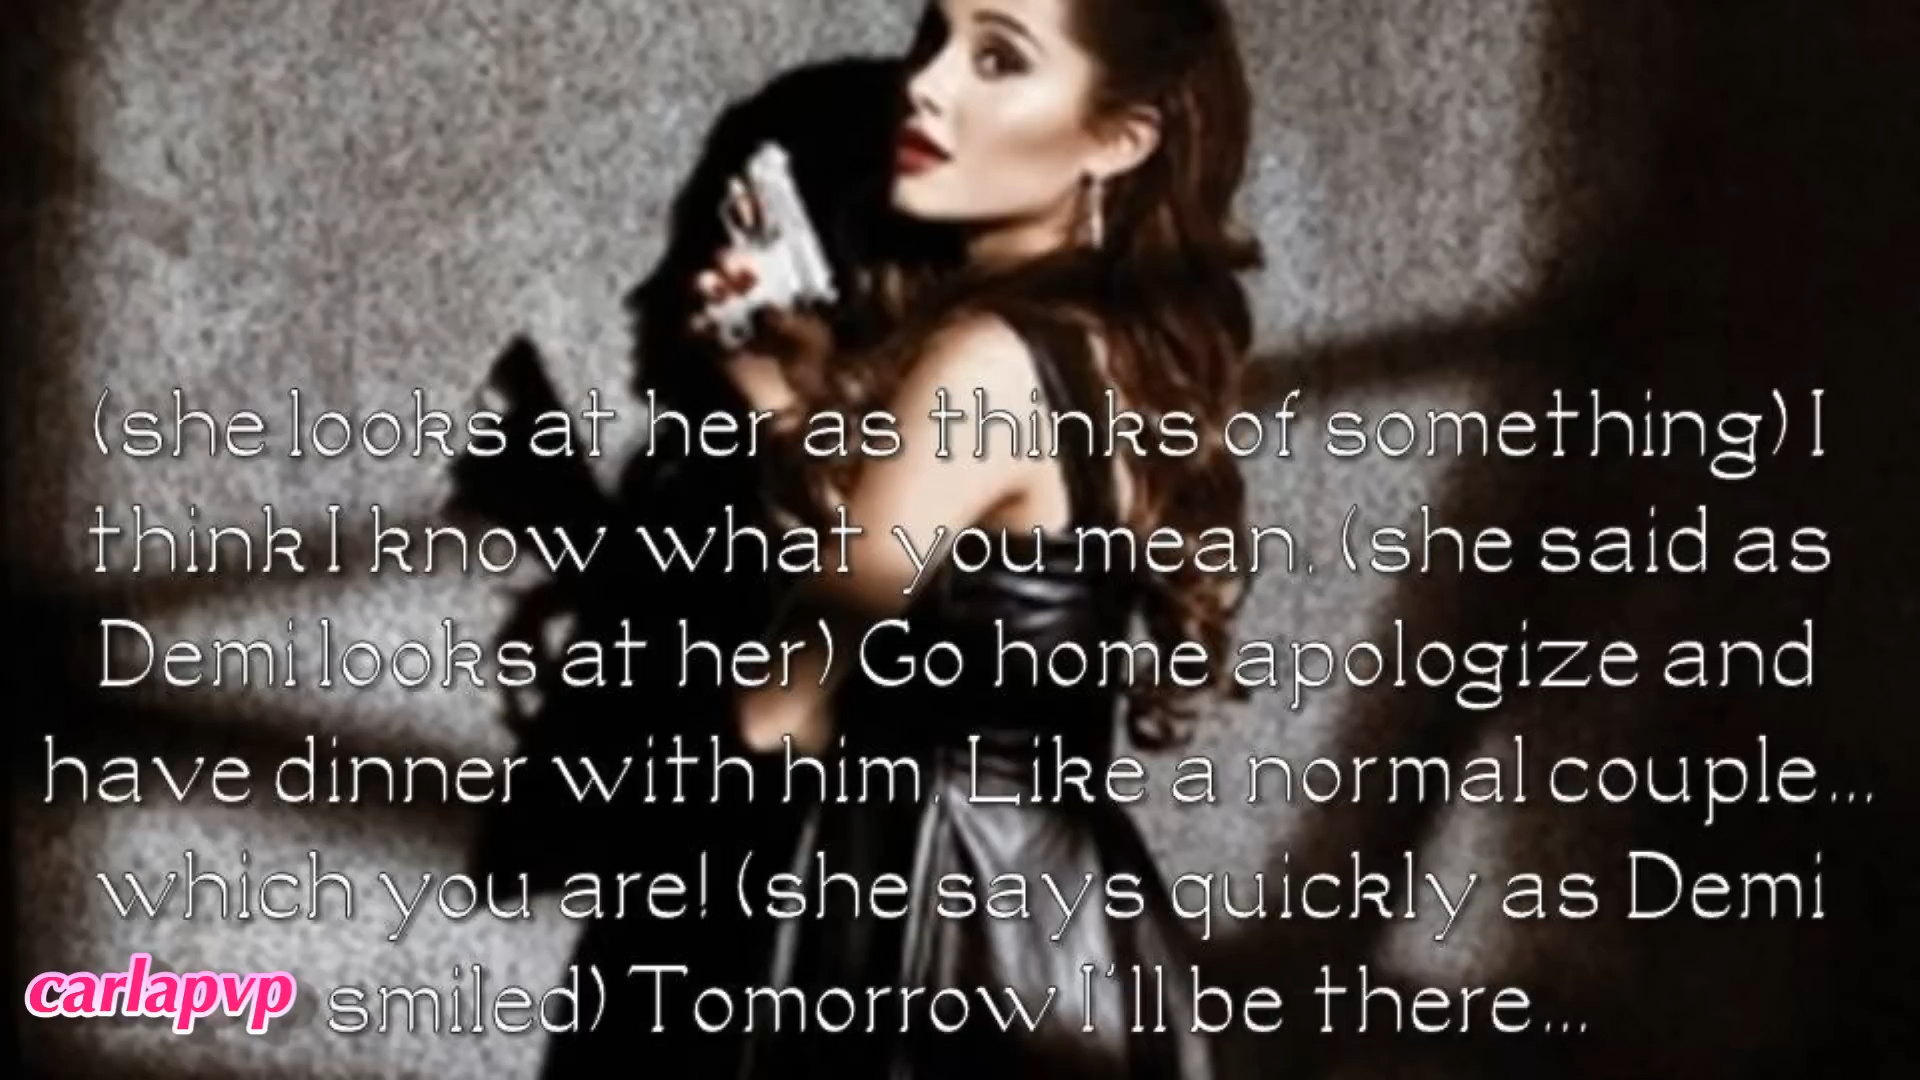 (she looks at her as thinks of something) I
think I know what you mean. (she said as
Demi looks at her) Go home apologize and
have dinner with him. Like a normal couple...
which you are! (she says quickly as Demi
smiled) Tomorrow I'll be there...
carlapvp